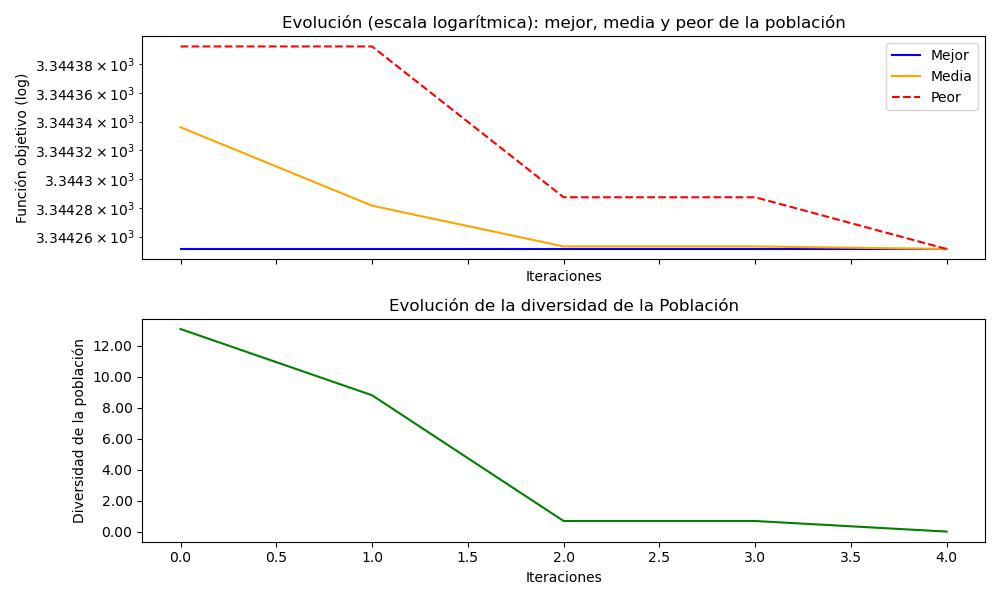 Evolución (escala logarítmica): mejor, media y peor de la población
Función objetivo (log)
3.34438 × 10³
3.34436 × 10³
3.34434 × 10³
3.34432 × 10³
3.3443 × 10³
3.34428 × 10³
3.34426 × 10³
Mejor
Media
Peor
Iteraciones
Evolución de la diversidad de la Población
Diversidad de la población
12.00
10.00
8.00
6.00
4.00
2.00
0.00
0.0 0.5 1.0 1.5 2.0 2.5 3.0 3.5 4.0
Iteraciones